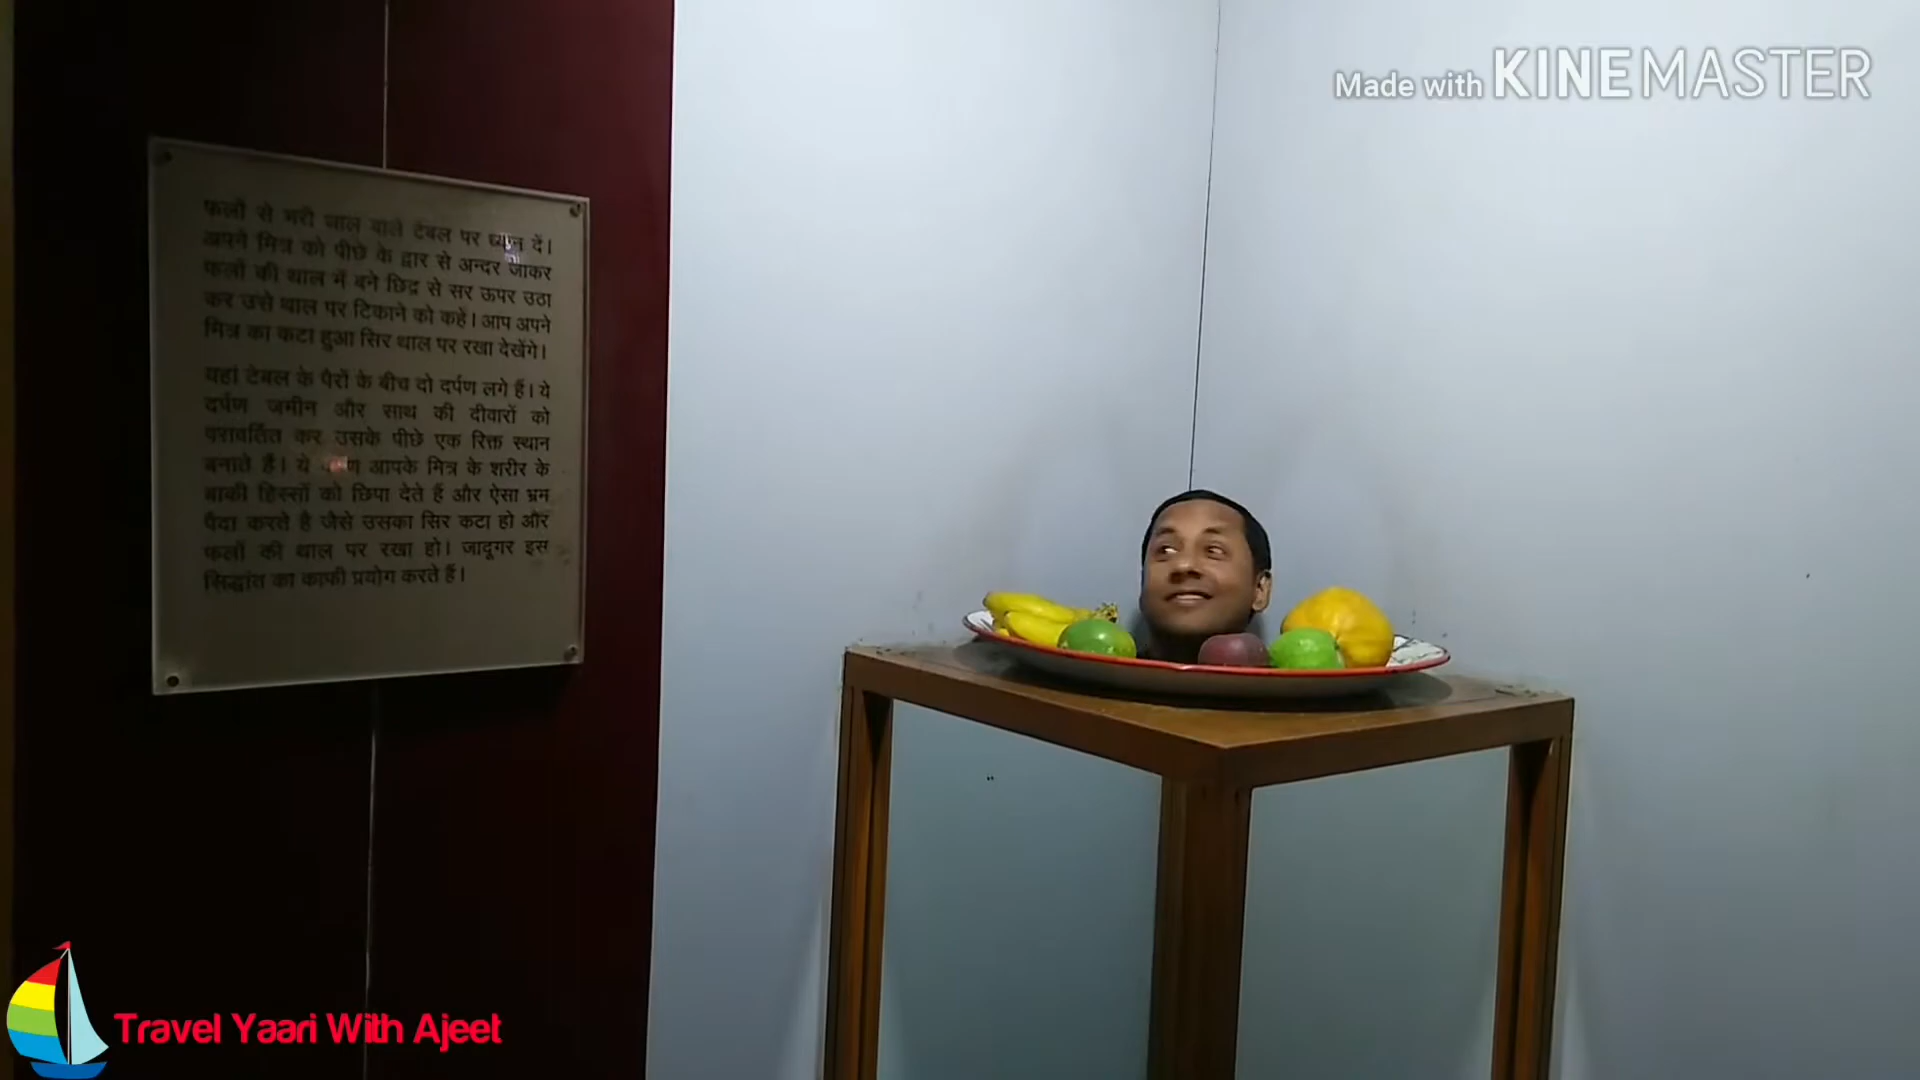 Made with KINEMASTER
फलों से भरी थाल वाले टेबल पर ध्यान दें।
अपने मित्र को पीछे के द्वार से अन्दर जाकर
फलों की थाल में बने छिद्र से सर ऊपर उठा
कर उसे थाल पर टिकाने को कहें। आप अपने
मित्र का कटा हुआ सिर थाल पर रखा देखेंगे।
यहां टेबल के पैरों के बीच दो दर्पण लगे हैं। ये
दर्पण जमीन और साथ की दीवारों को
परावर्तित कर उसके पीछे एक रिक्त स्थान
बनाते हैं। ये दर्पण आपके मित्र के शरीर के
बाकी हिस्सों को छिपा देते हैं और ऐसा भ्रम
पैदा करते है जैसे उसका सिर कटा हो और
फलों की थाल पर रखा हो। जादूगर इस
सिद्धांत का काफी प्रयोग करते हैं।
Travel Yaari With Ajeet